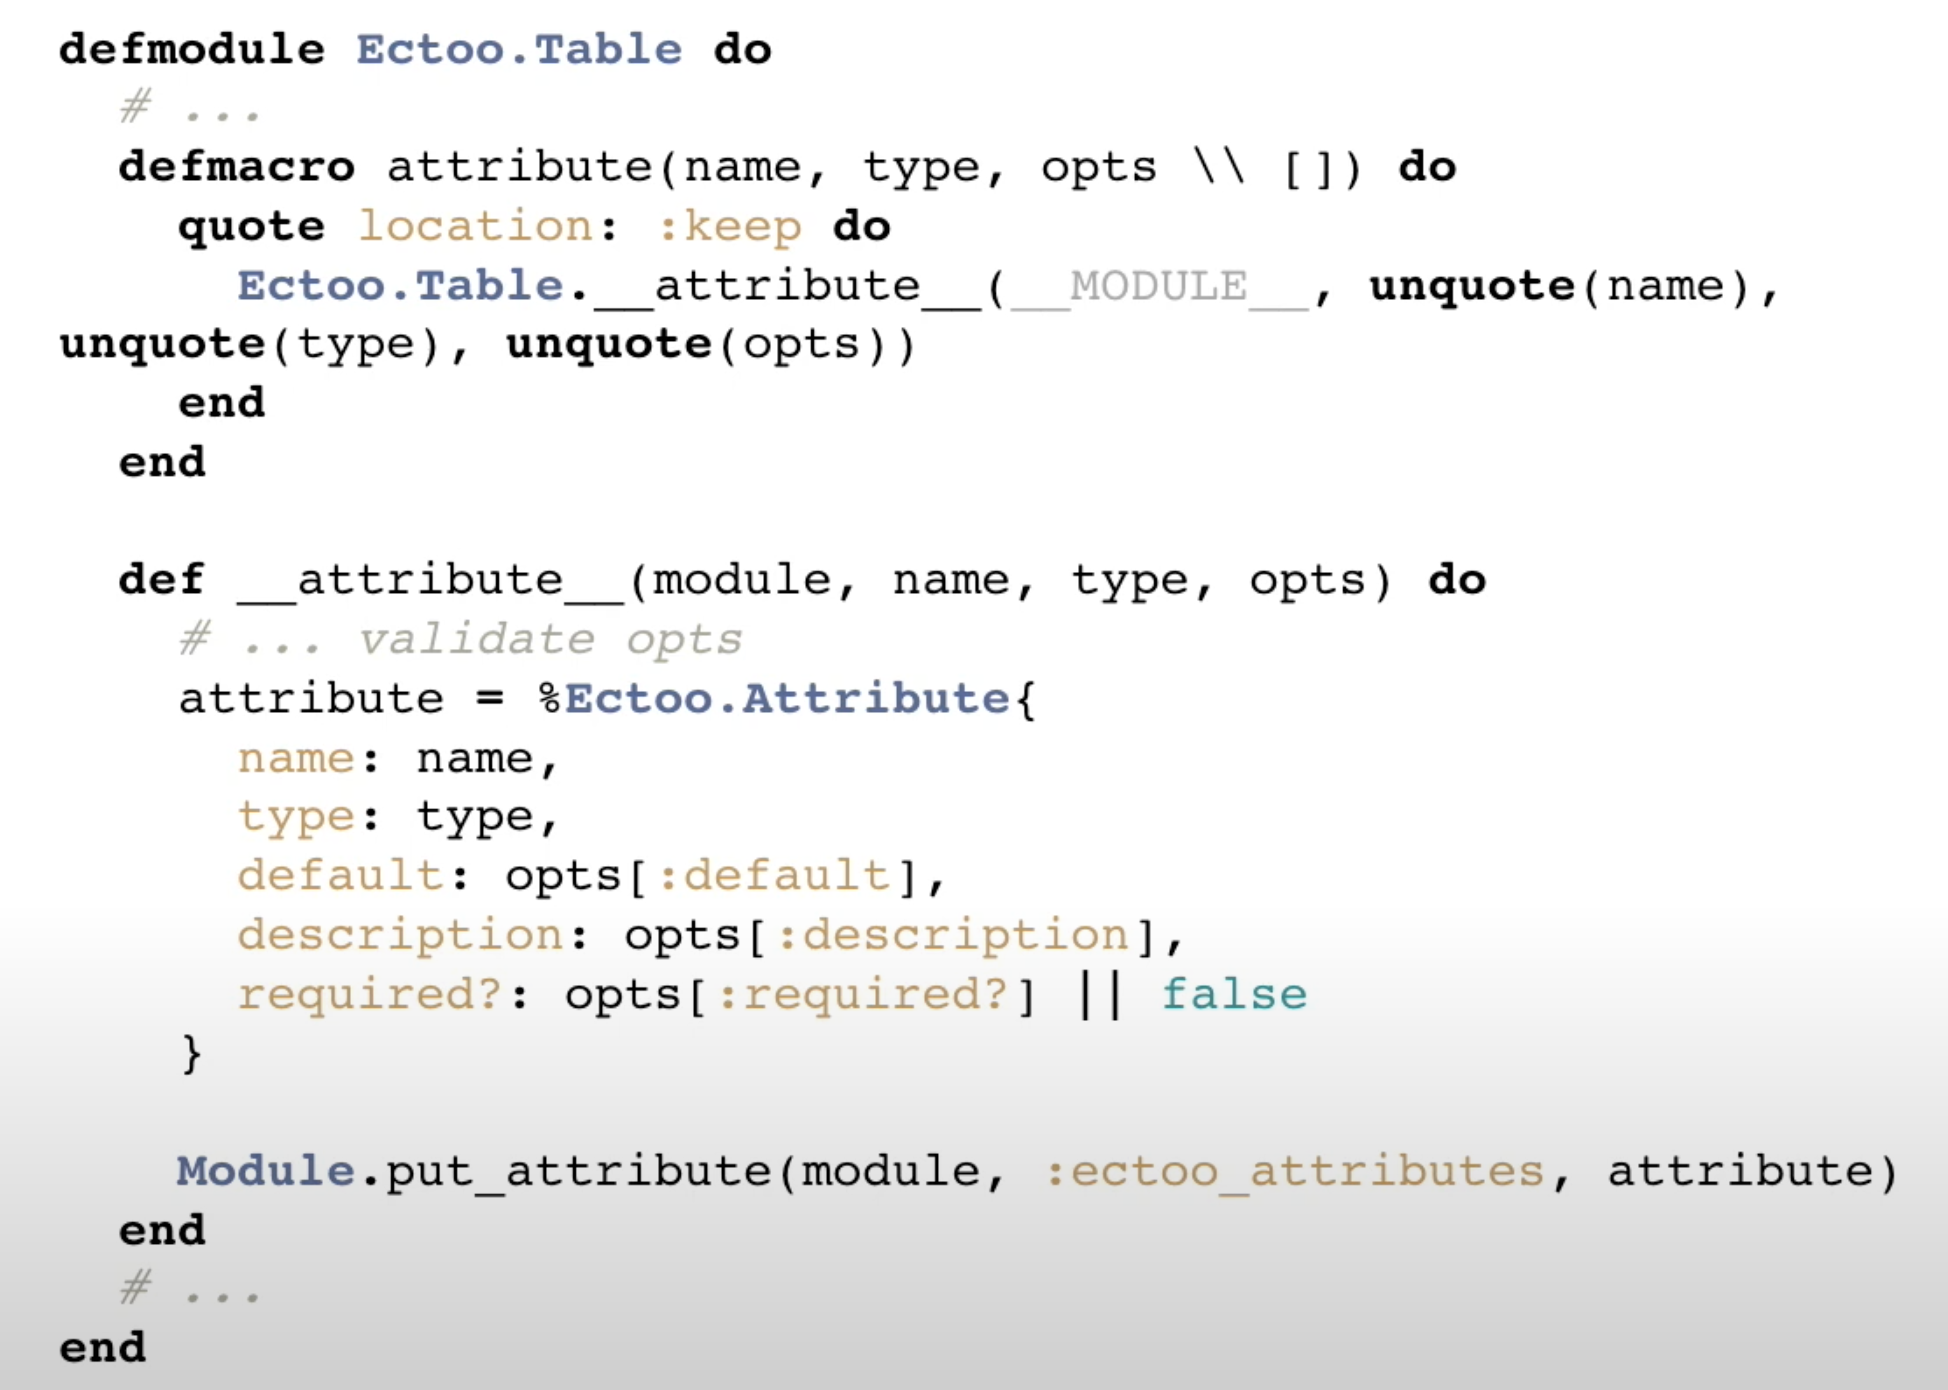 defmodule Ectoo.Table do
  # ...
  defmacro attribute(name, type, opts \\ []) do
    quote location: :keep do
      Ectoo.Table.__attribute__(__MODULE__, unquote(name),
unquote(type), unquote(opts))
    end
  end

  def __attribute__(module, name, type, opts) do
    # ... validate opts
    attribute = %Ectoo.Attribute{
      name: name,
      type: type,
      default: opts[:default],
      description: opts[:description],
      required?: opts[:required?] || false
    }

    Module.put_attribute(module, :ectoo_attributes, attribute)
  end
  # ...
end